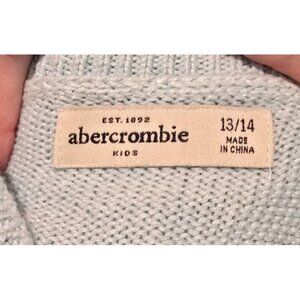 EST. 1892
abercrombie
KIDS
13/14
MADE
IN CHINA